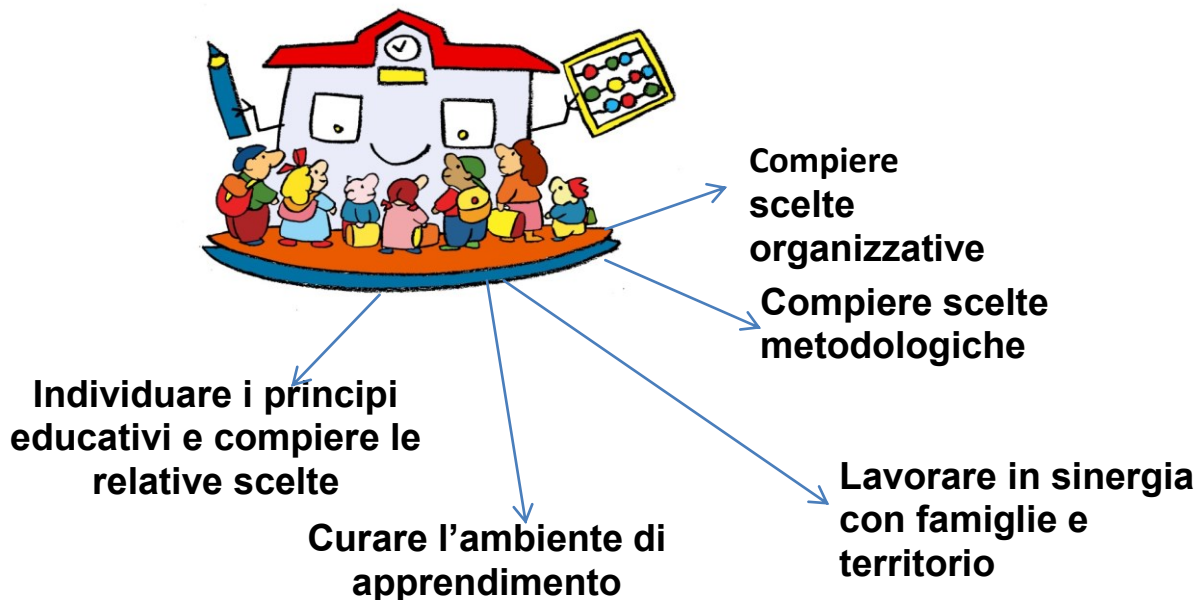 Compiere
scelte
organizzative
Compiere scelte
metodologiche
Individuare i principi
educativi e compiere le
relative scelte
Lavorare in sinergia
con famiglie e
territorio
Curare l’ambiente di
apprendimento